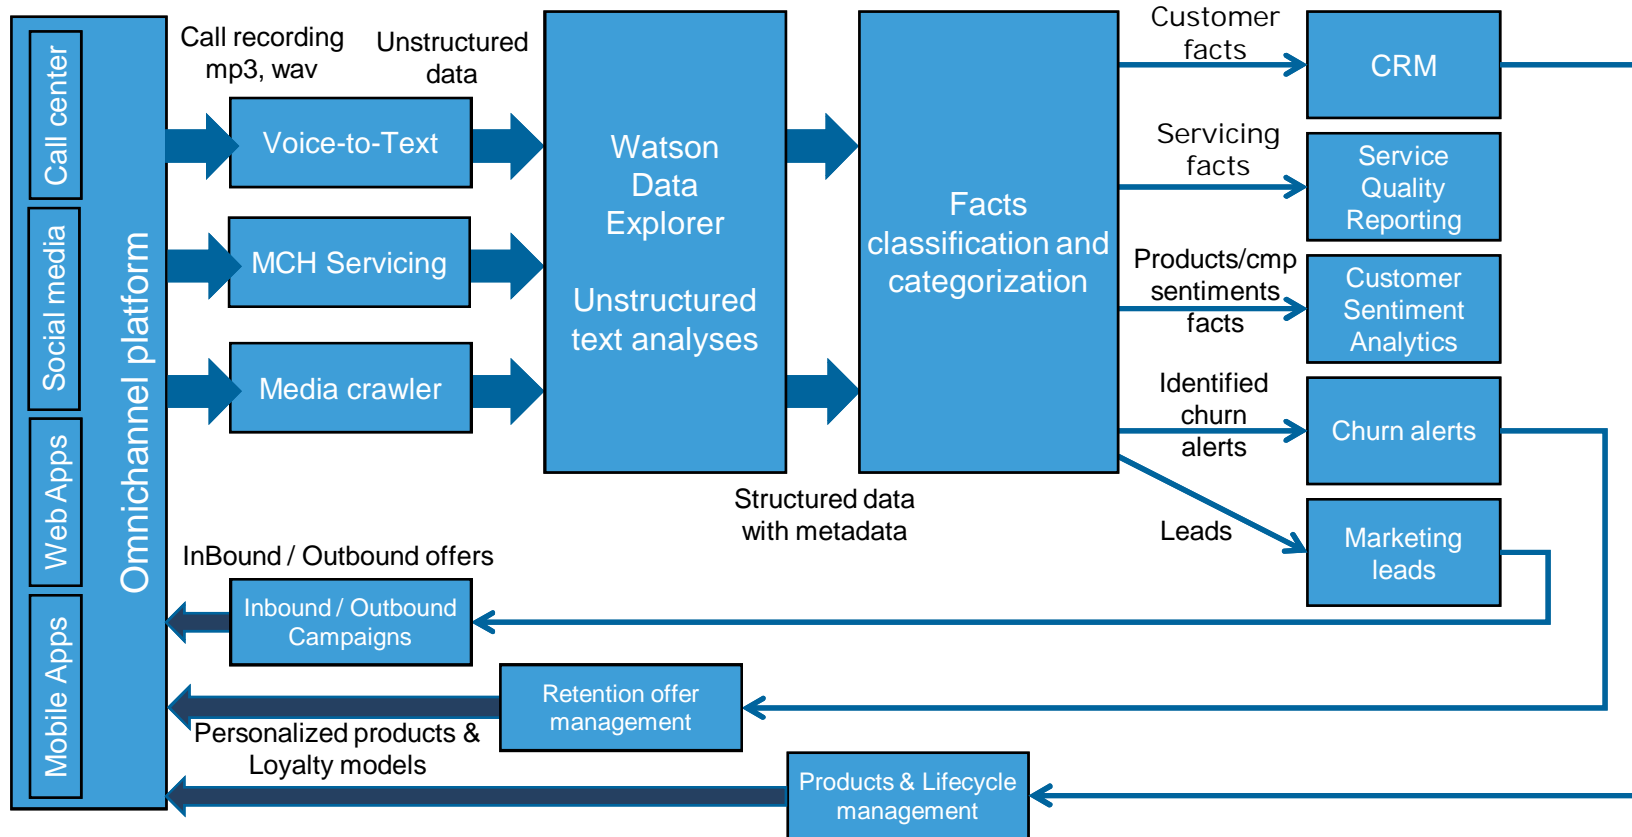 Call center
Social media
Web Apps
Mobile Apps
Omnichannel platform
Call recording
mp3, wav
Unstructured
data
Voice-to-Text
MCH Servicing
Media crawler
Watson
Data
Explorer
Unstructured
text analyses
Structured data
with metadata
Facts
classification and
categorization
Customer
facts
CRM
Servicing
facts
Service
Quality
Reporting
Products/cmp
sentiments
facts
Customer
Sentiment
Analytics
Identified
churn
alerts
Churn alerts
Leads
Marketing
leads
InBound / Outbound offers
Inbound / Outbound
Campaigns
Retention offer
management
Personalized products &
Loyalty models
Products & Lifecycle
management